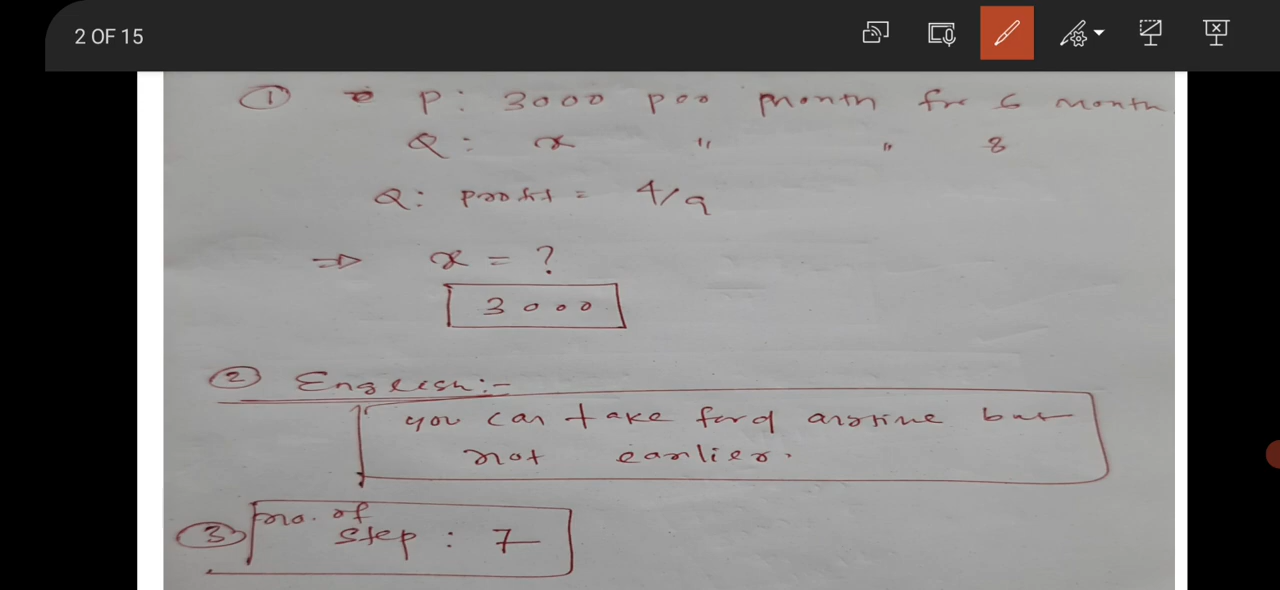 2 OF 15
① P: 3000 per month for 6 month
Q: x " " 8
Q: profit = 4/9
⇒ x = ?
3000
② English:-
you can take food anytime but
not earlier.
③ no. of
step : 7